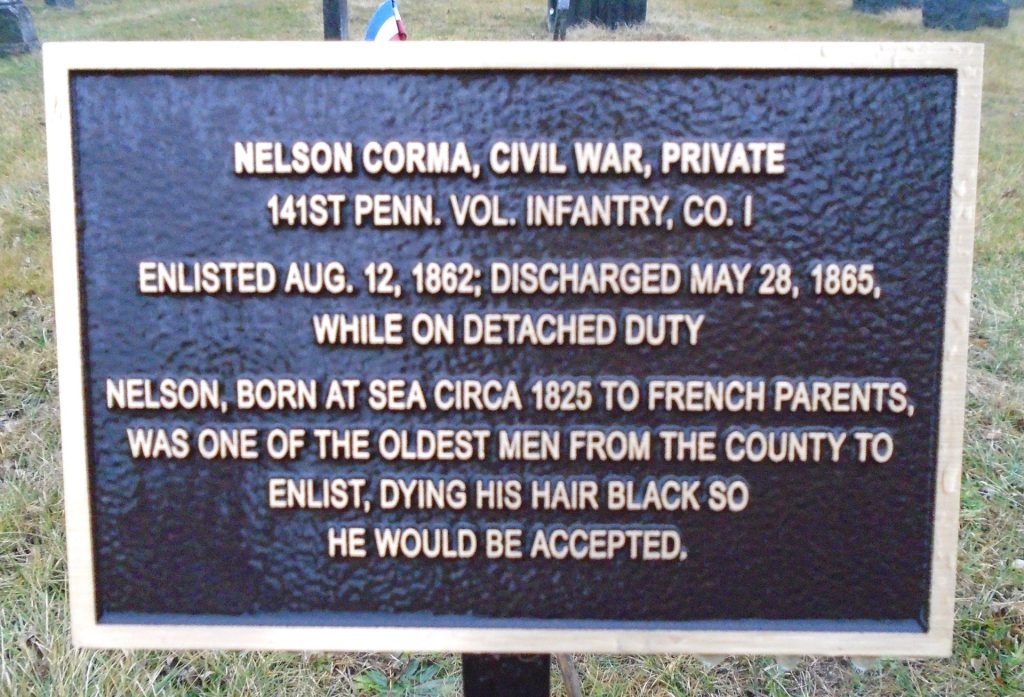 NELSON CORMA, CIVIL WAR, PRIVATE
141ST PENN. VOL. INFANTRY, CO. I
ENLISTED AUG. 12, 1862; DISCHARGED MAY 28, 1865,
WHILE ON DETACHED DUTY
NELSON, BORN AT SEA CIRCA 1825 TO FRENCH PARENTS,
WAS ONE OF THE OLDEST MEN FROM THE COUNTY TO
ENLIST, DYING HIS HAIR BLACK SO
HE WOULD BE ACCEPTED.